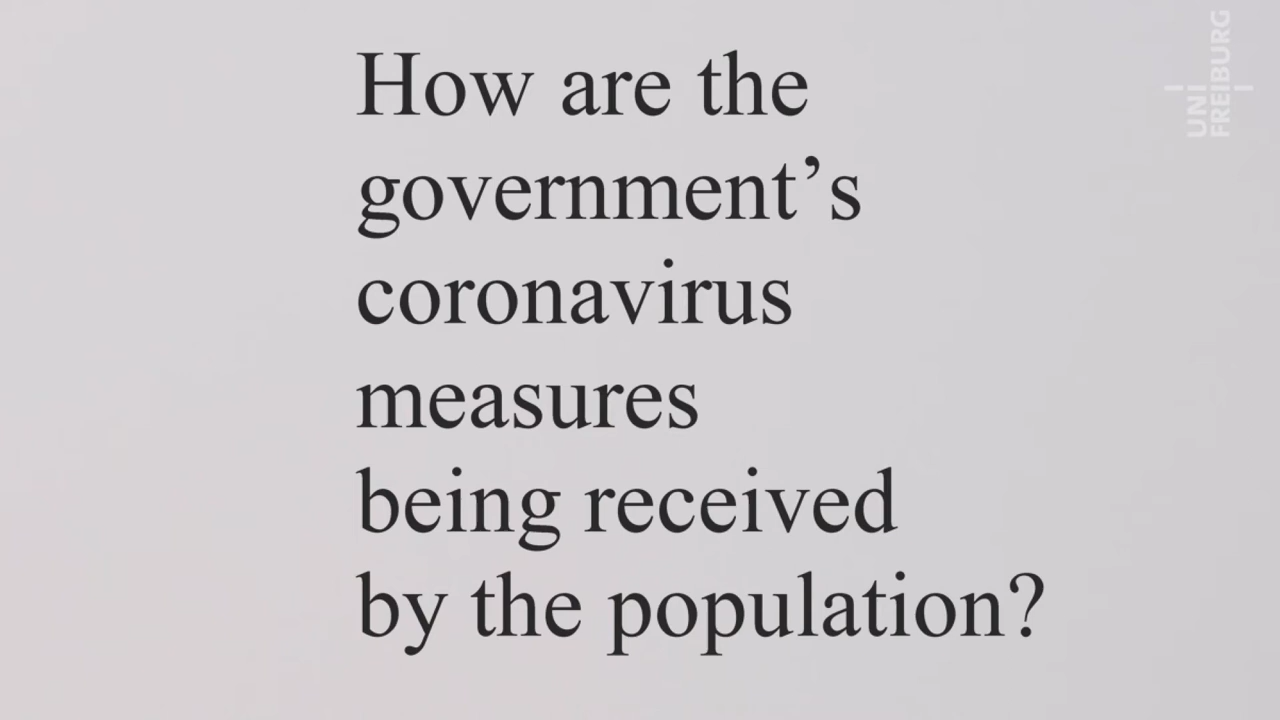 How are the
government’s
coronavirus
measures
being received
by the population?
UNI
FREIBURG